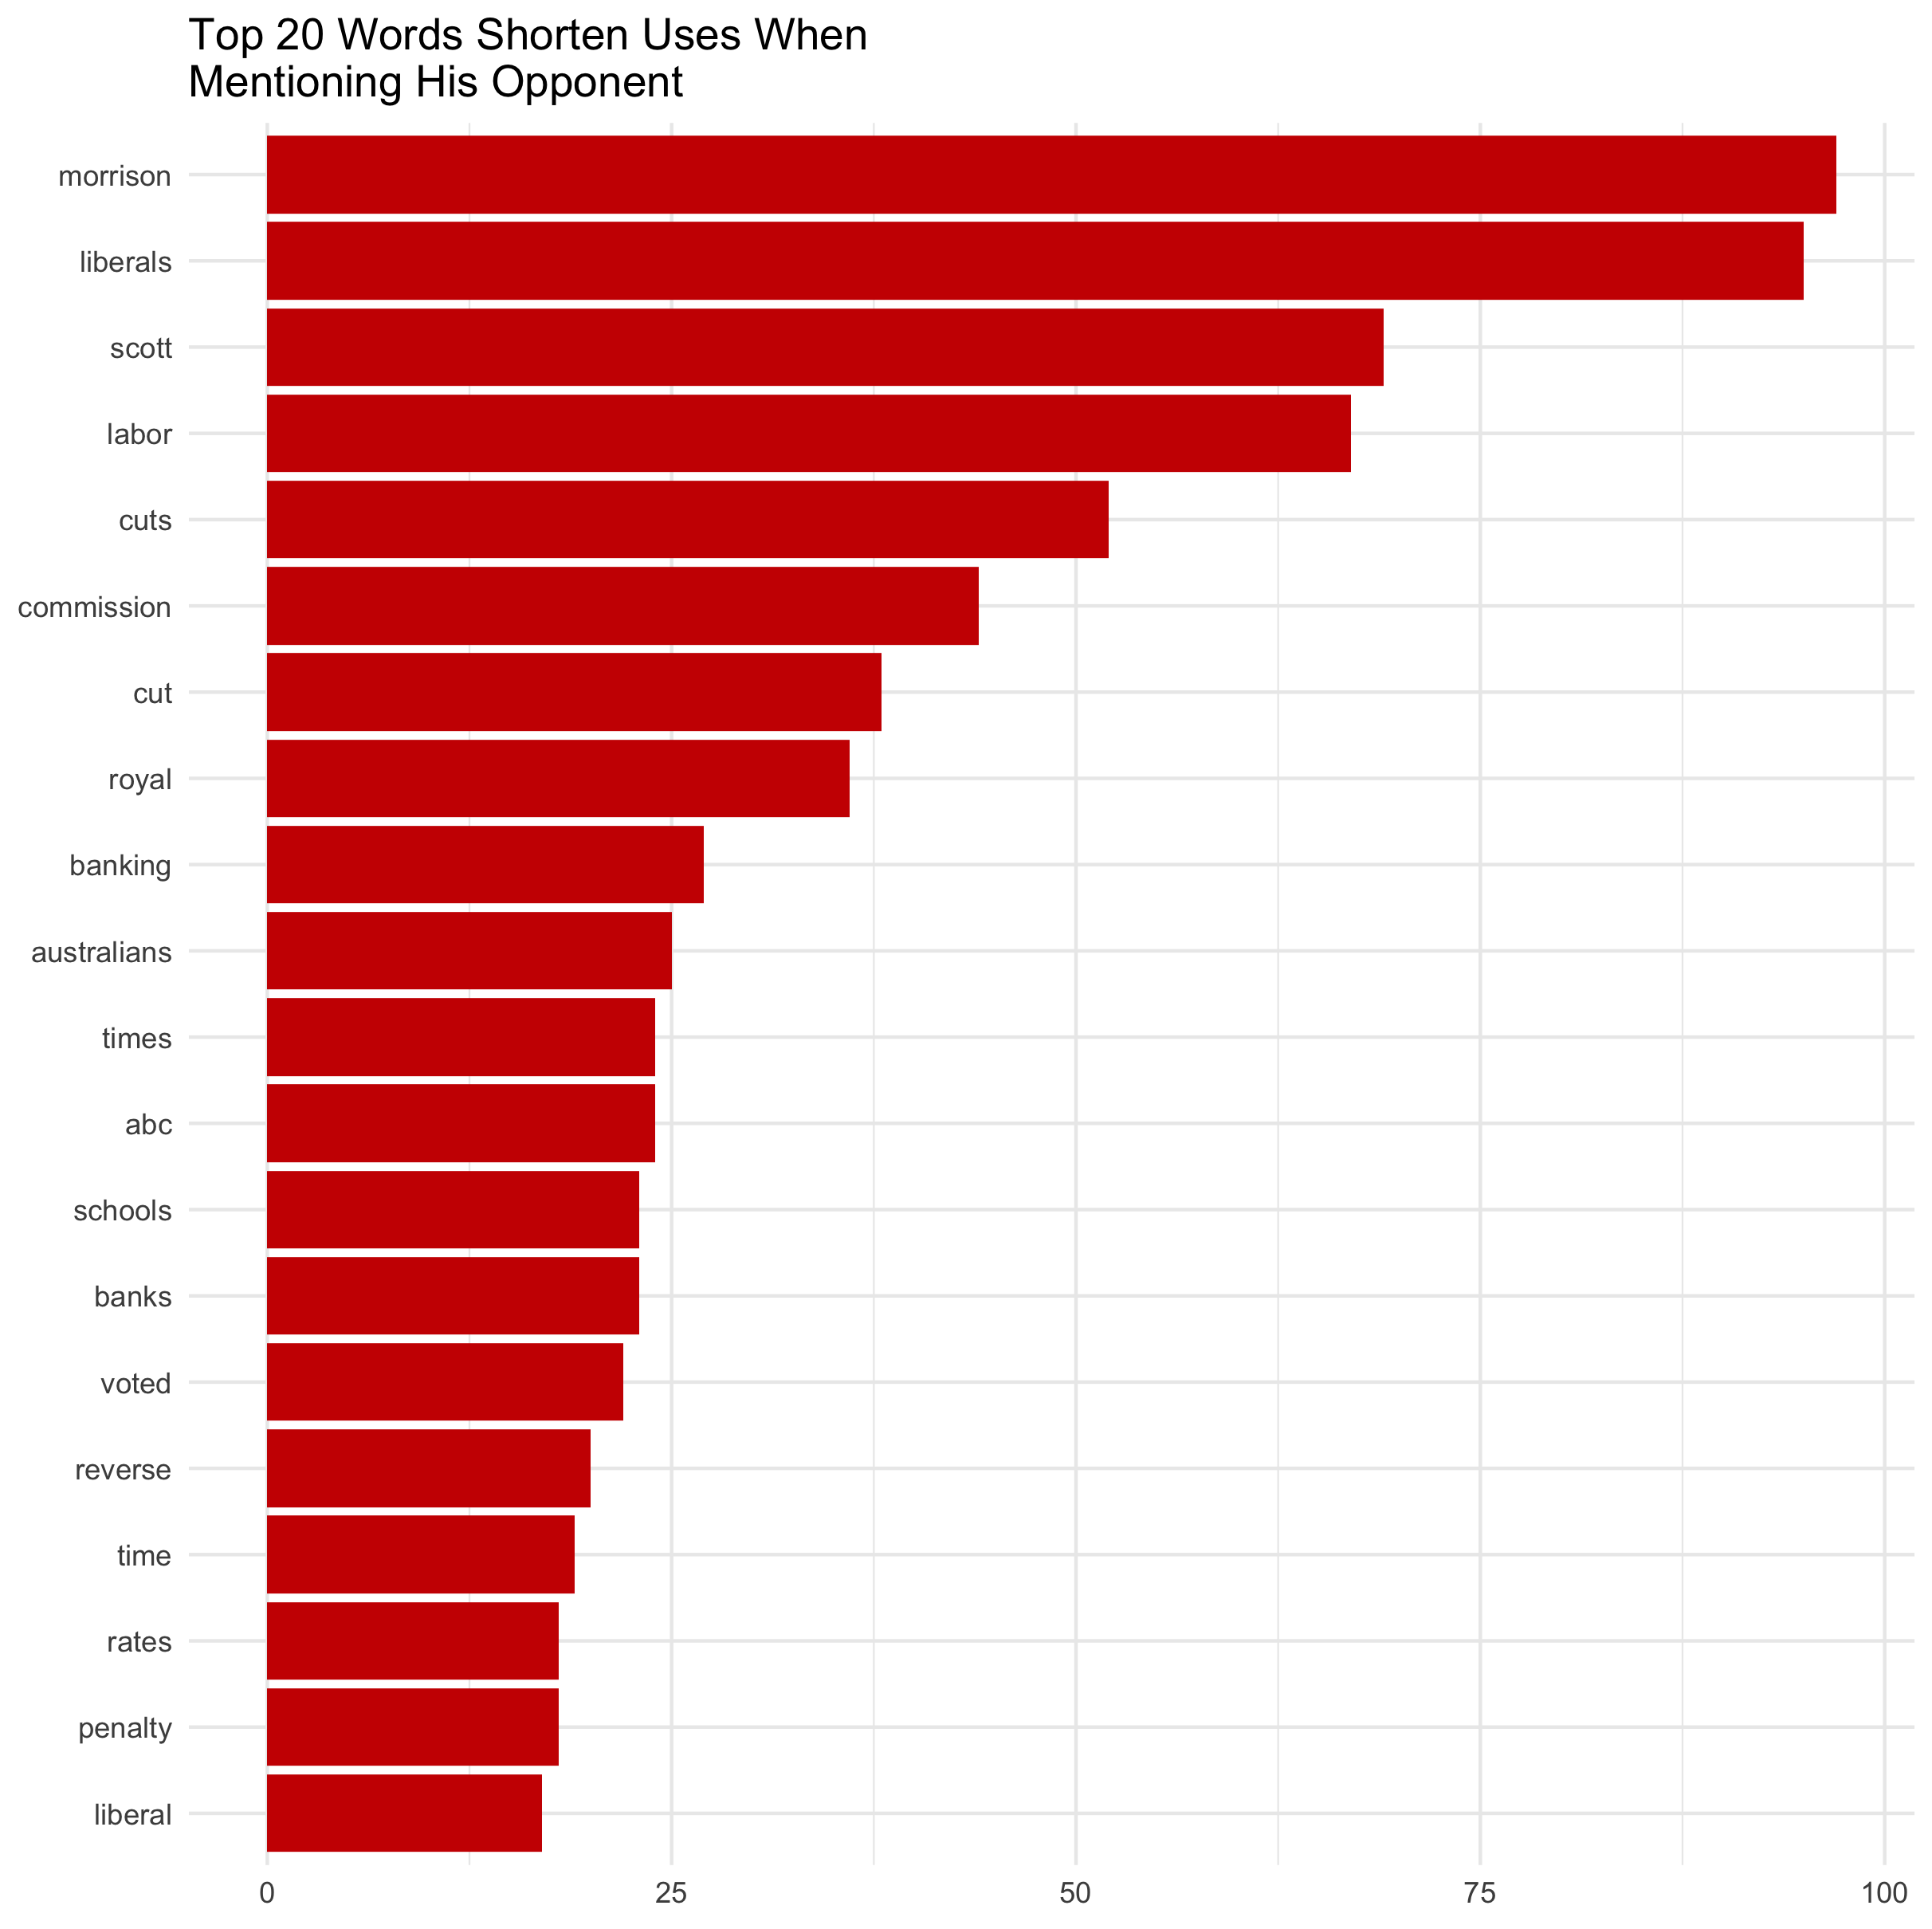 Top 20 Words Shorten Uses When
Mentioning His Opponent
morrison
liberals
scott
labor
cuts
commission
cut
royal
banking
australians
times
abc
schools
banks
voted
reverse
time
rates
penalty
liberal
0 25 50 75 100